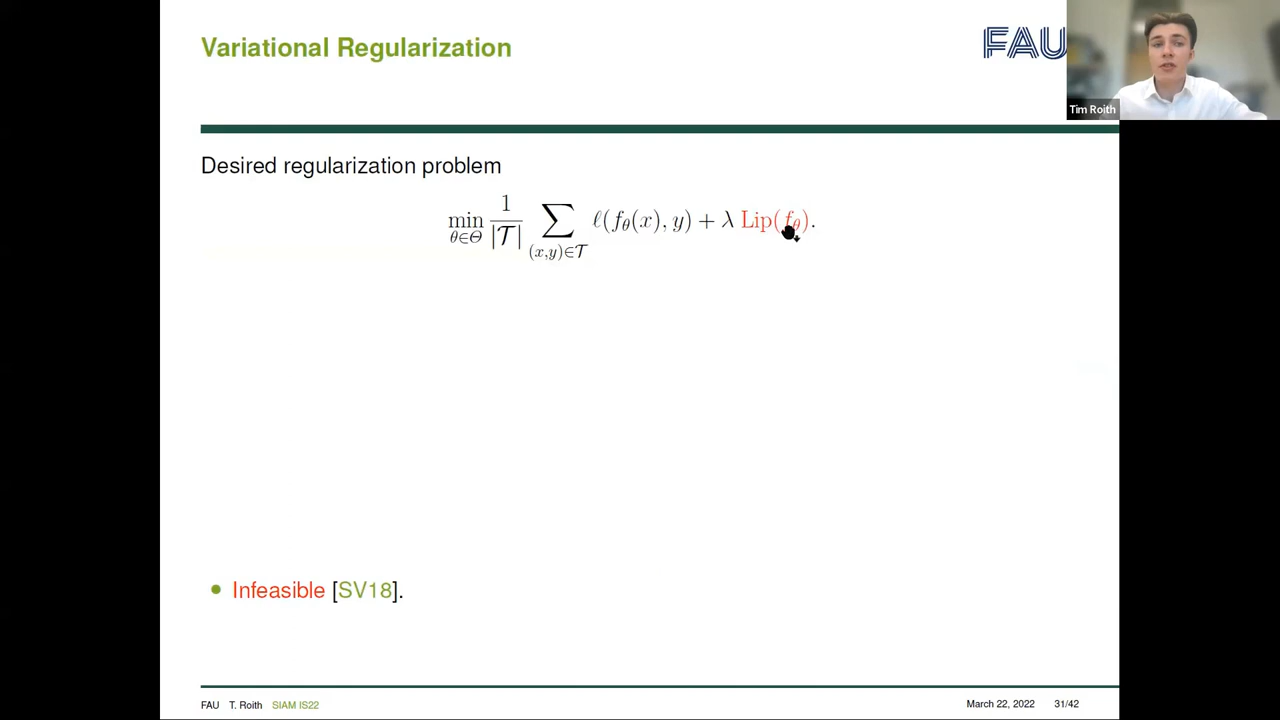 Variational Regularization
FAU
Tim Roith
Desired regularization problem
min_{θ∈Θ} \frac{1}{|𝒯|} ∑_{(x,y)∈𝒯} ℓ(f_θ(x), y) + λ Lip(f_θ).
• Infeasible [SV18].
FAU T. Roith SIAM IS22 March 22, 2022 31/42